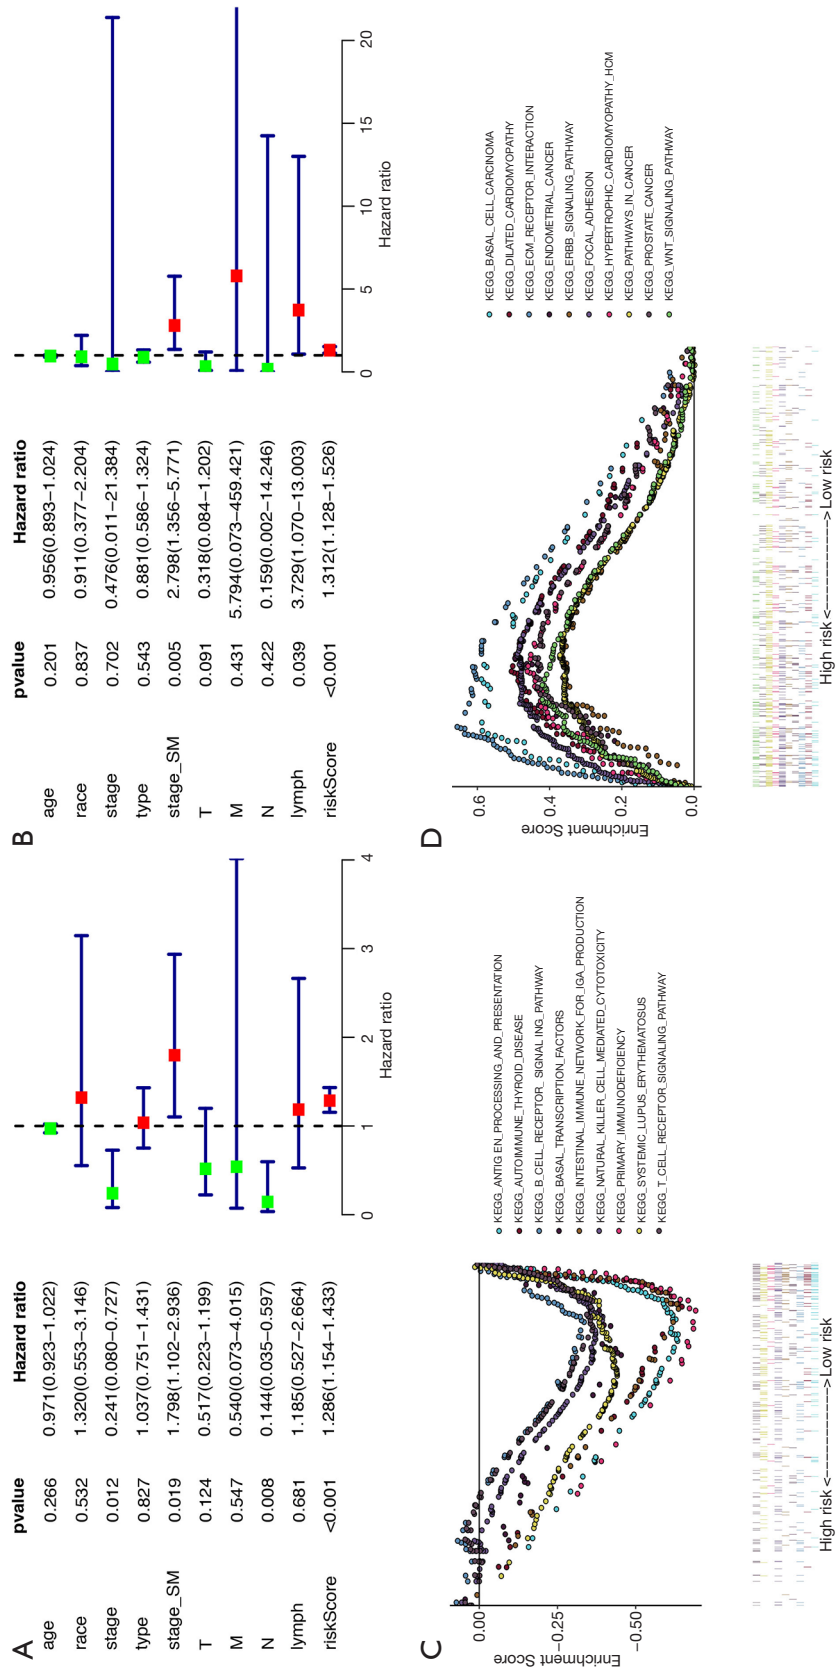 A
pvalue Hazard ratio
age 0.266 0.971(0.923–1.022)
race 0.532 1.320(0.553–3.146)
stage 0.012 0.241(0.080–0.727)
type 0.827 1.037(0.751–1.431)
stage_SM 0.019 1.798(1.102–2.936)
T 0.124 0.517(0.223–1.199)
M 0.547 0.540(0.073–4.015)
N 0.008 0.144(0.035–0.597)
lymph 0.681 1.185(0.527–2.664)
riskScore <0.001 1.286(1.154–1.433)
0 1 2 3 4
Hazard ratio
B
pvalue Hazard ratio
age 0.201 0.956(0.893–1.024)
race 0.837 0.911(0.377–2.204)
stage 0.702 0.476(0.011–21.384)
type 0.543 0.881(0.586–1.324)
stage_SM 0.005 2.798(1.356–5.771)
T 0.091 0.318(0.084–1.202)
M 0.431 5.794(0.073–459.421)
N 0.422 0.159(0.002–14.246)
lymph 0.039 3.729(1.070–13.003)
riskScore <0.001 1.312(1.128–1.526)
0 5 10 15 20
Hazard ratio
C
0.00
−0.25
−0.50
Enrichment Score
KEGG_ANTIG EN_PROCESSING_AND_PRESENTATION
KEGG_AUTOIMMUNE_THYROID_DISEASE
KEGG_B_CELL_RECEPTOR_ SIGNAL ING_PATHWAY
KEGG_BASAL_TRANSCRIPTION_FACTORS
KEGG_INTESTINAL_IMMUNE_NETWORK_FOR_IGA_PRODUCTION
KEGG_NATURAL_KILLER_CELL_MEDIATED_CYTOTOXICITY
KEGG_PRIMARY_IMMUNODEFICIENCY
KEGG_SYSTEMIC_LUPUS_ERYTHEMATOSUS
KEGG_T_CELL_RECEPTOR_SIGNALING_PATHWAY
High risk <----------->Low risk
D
0.6
0.4
0.2
0.0
Enrichment Score
KEGG_BASAL_CELL_CARCINOMA
KEGG_DILATED_CARDIOMYOPATHY
KEGG_ECM_RECEPTOR_INTERACTION
KEGG_ENDOMETRIAL_CANCER
KEGG_ERBB_SIGNALING_PATHWAY
KEGG_FOCAL_ADHESION
KEGG_HYPERTROPHIC_CARDIOMYOPATHY_HCM
KEGG_PATHWAYS_IN_CANCER
KEGG_PROSTATE_CANCER
KEGG_WNT_SIGNALING_PATHWAY
High risk <----------->Low risk